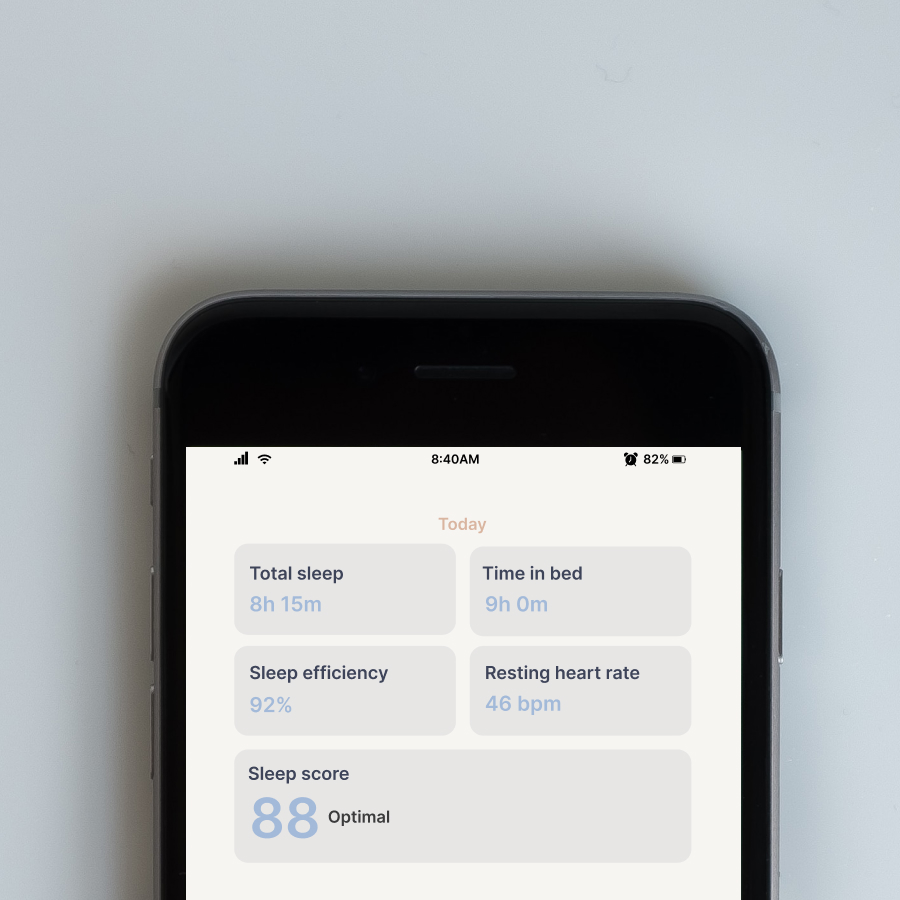 8:40AM
82%
Today
Total sleep
8h 15m
Time in bed
9h 0m
Sleep efficiency
92%
Resting heart rate
46 bpm
Sleep score
88 Optimal